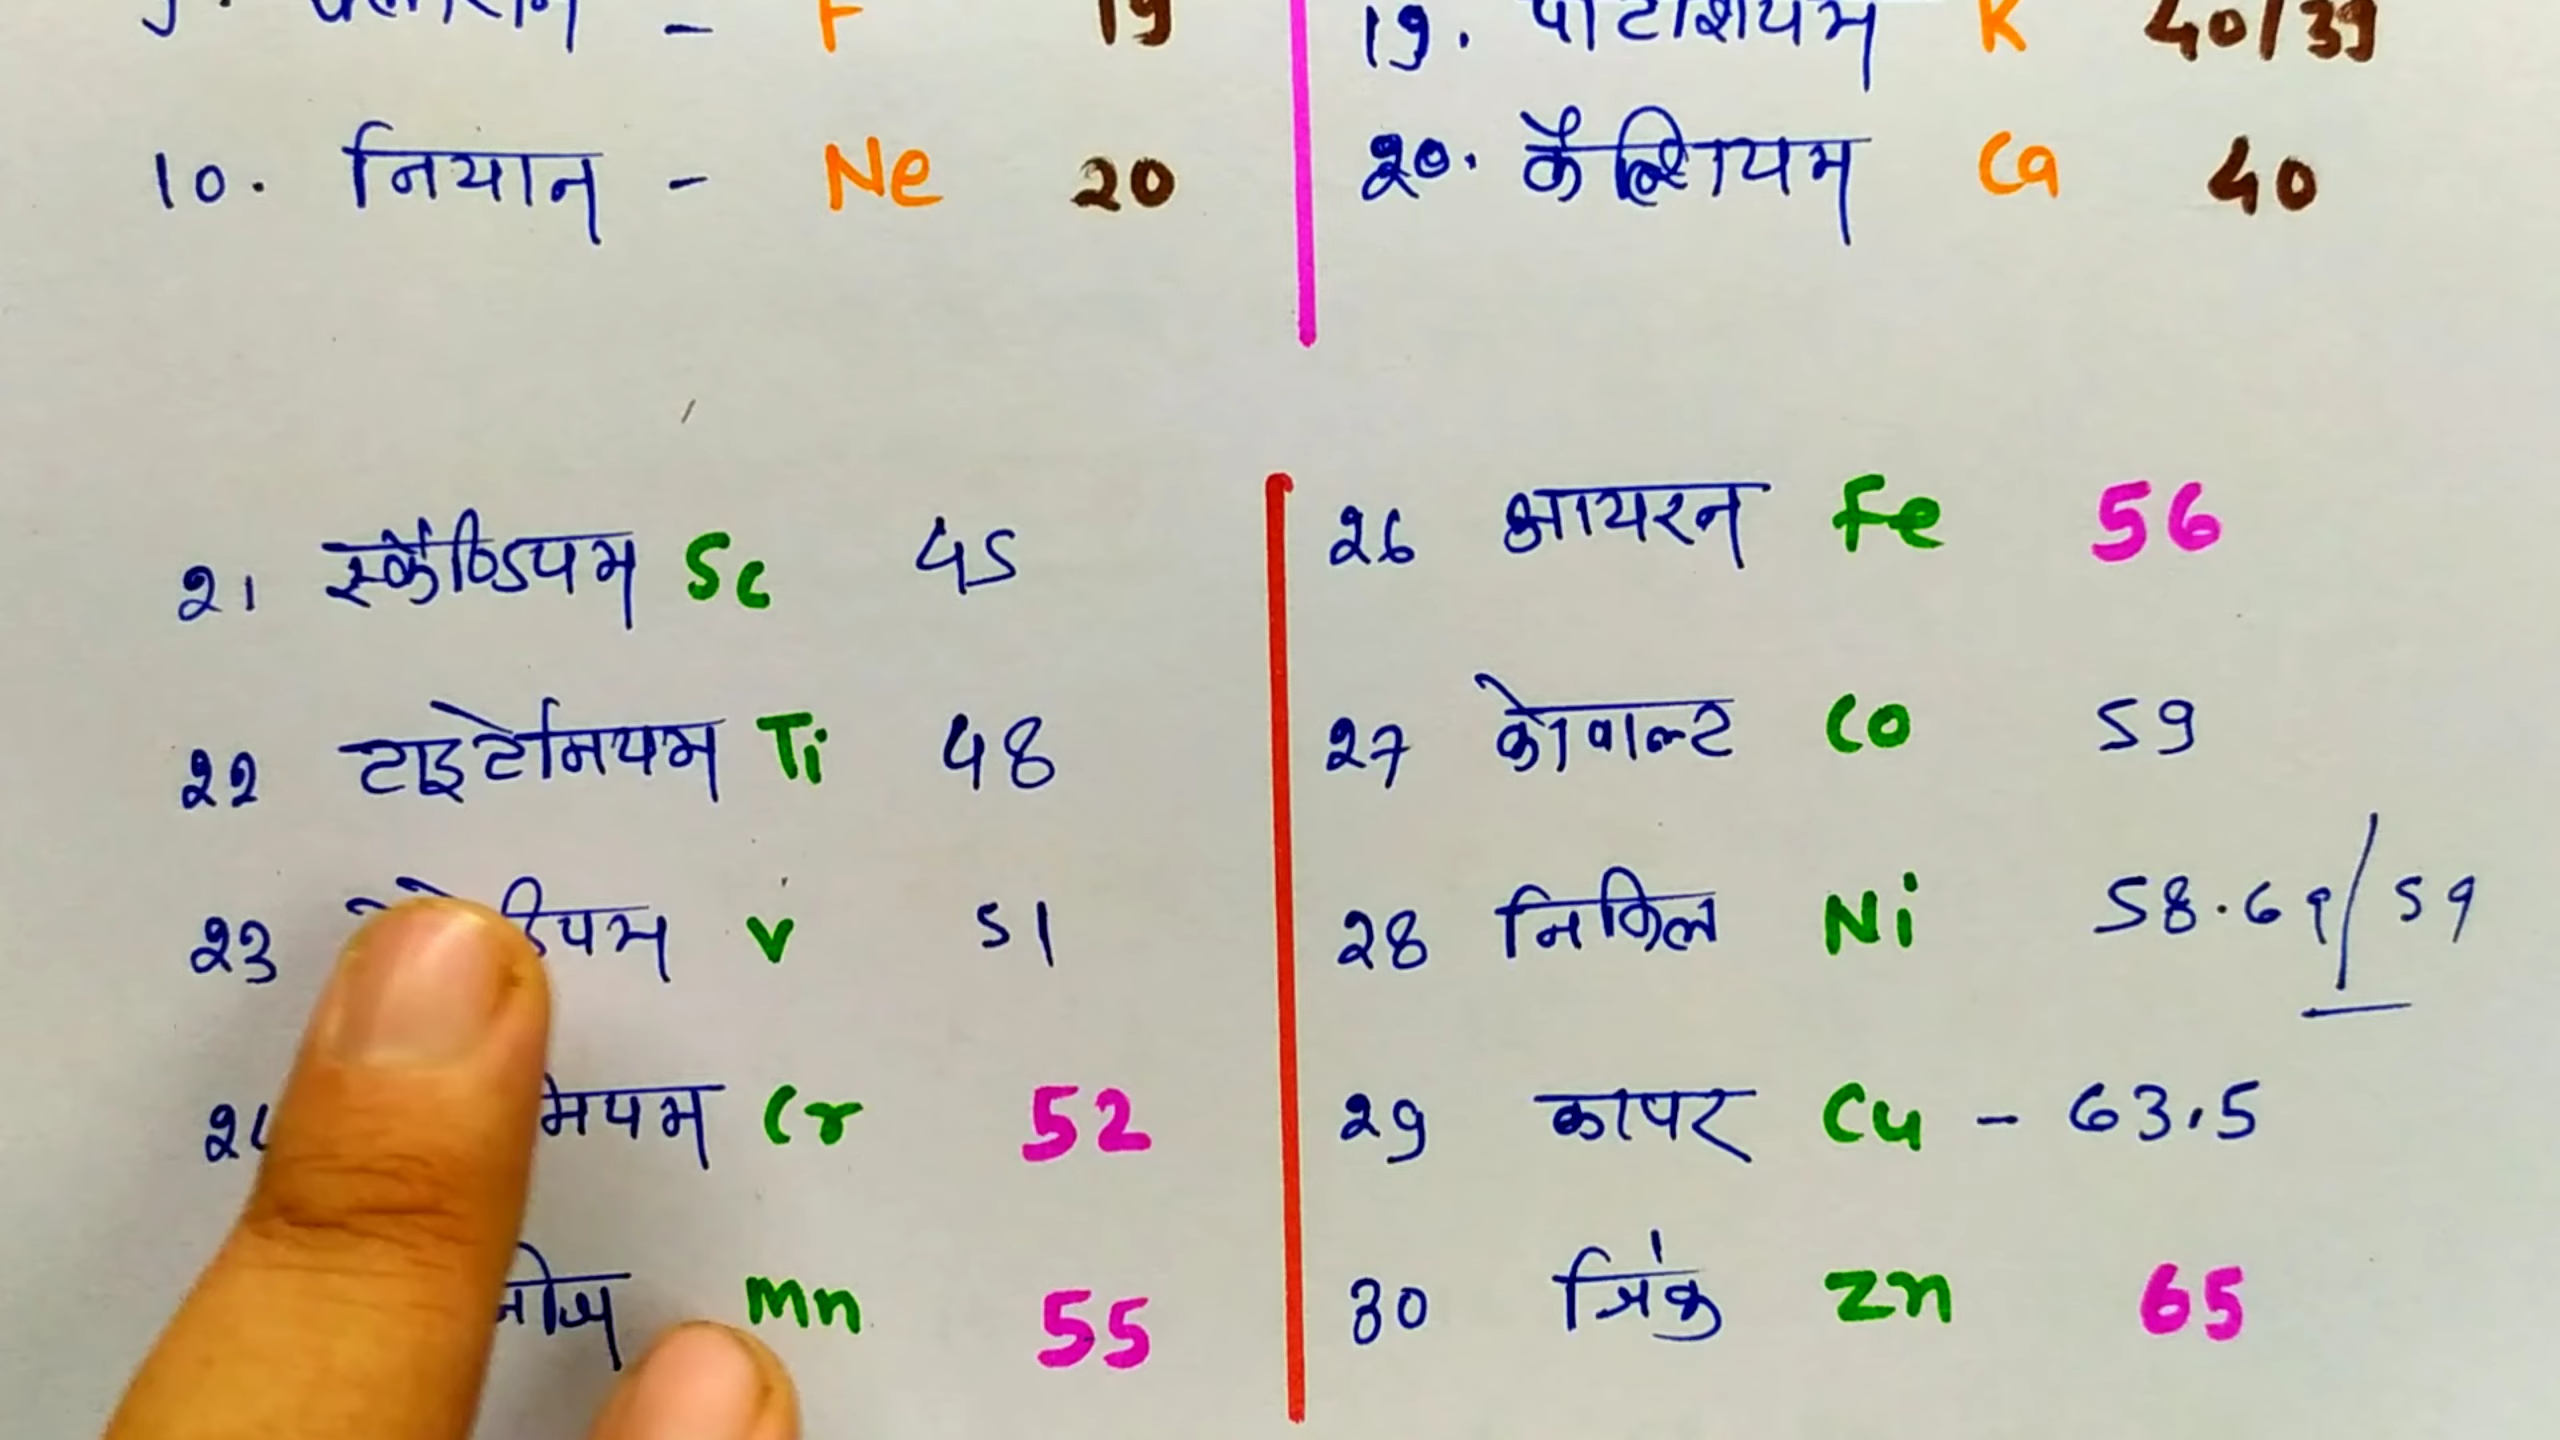 F 19
19. पोटेशियम K 40/39
10. नियान - Ne 20
20. कैल्शियम Ca 40
21 स्कैण्डियम Sc 45
22 टाइटेनियम Ti 48
23 V 51
Cr 52
Mn 55
26 आयरन Fe 56
27 कोवाल्ट Co 59
28 निकिल Ni 58.69/59
29 कापर Cu - 63.5
30 जिंक Zn 65